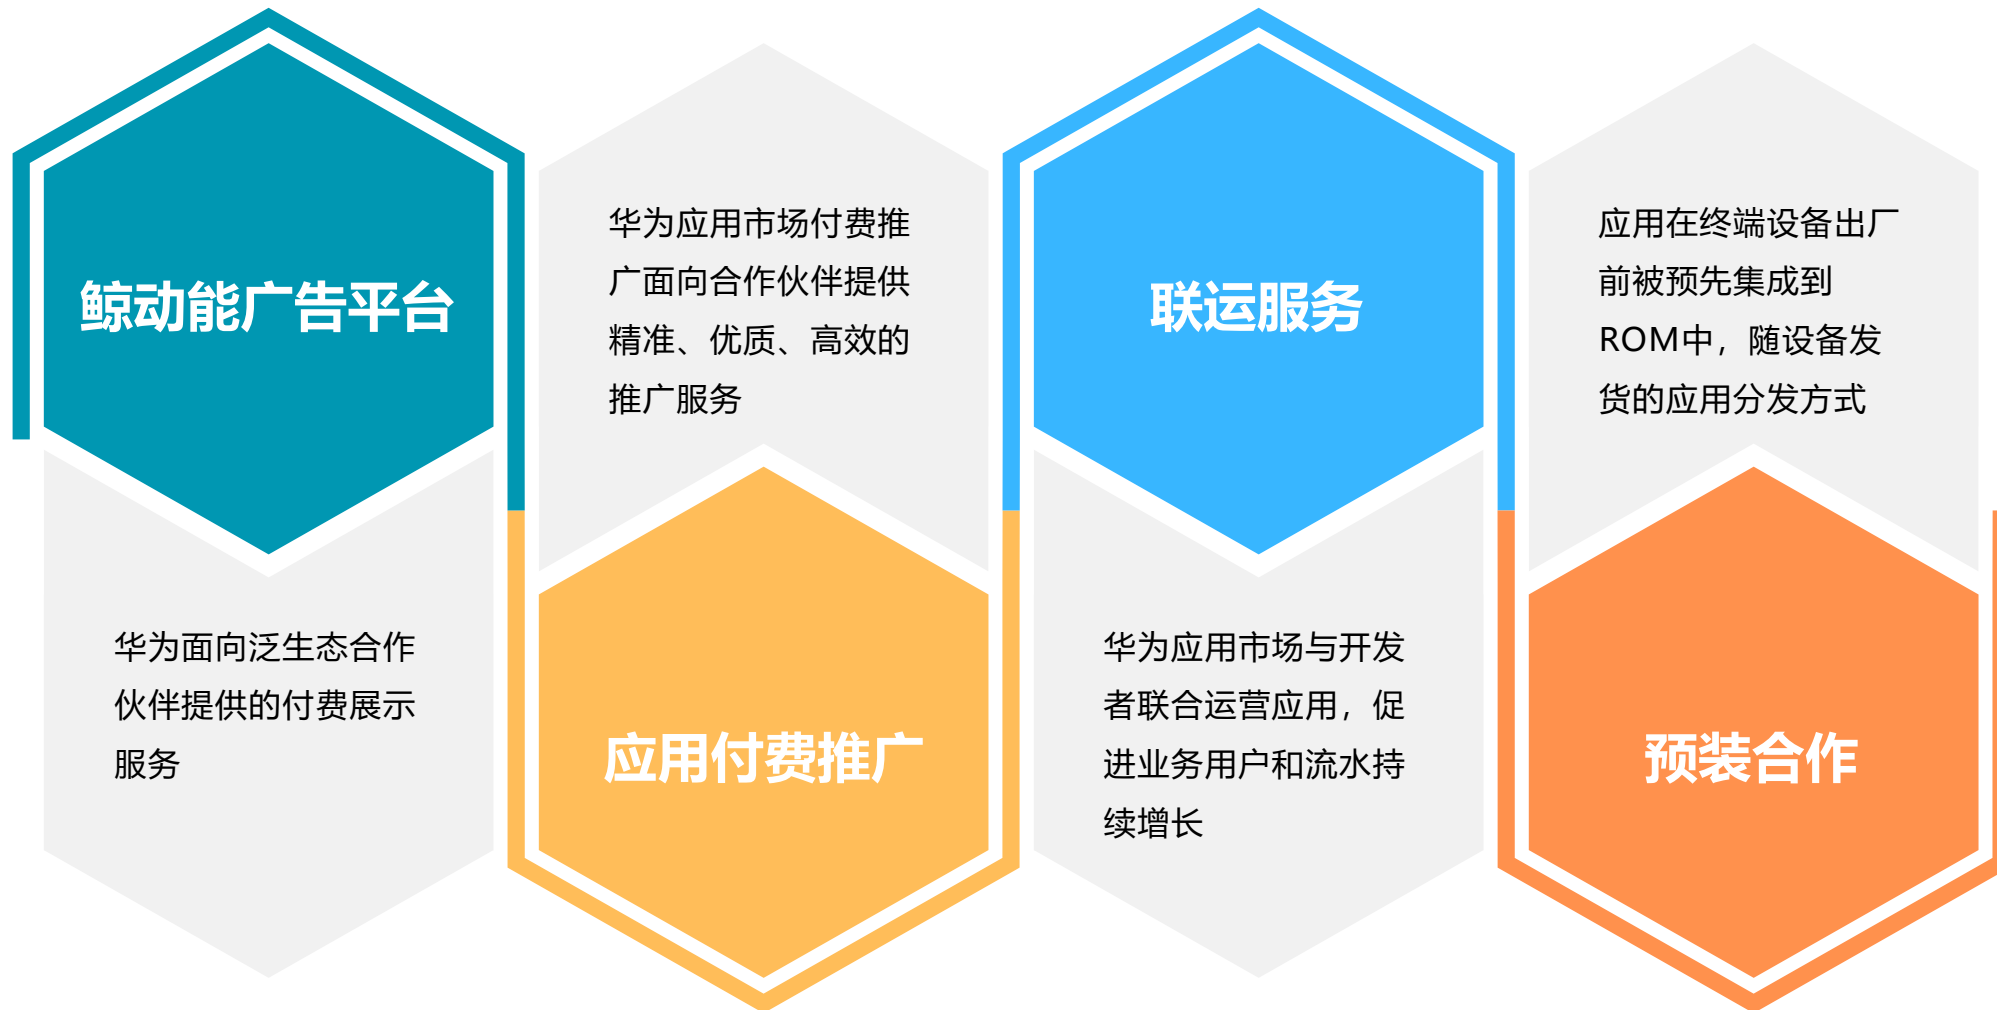 鲸动能广告平台
华为面向泛生态合作
伙伴提供的付费展示
服务
华为应用市场付费推
广面向合作伙伴提供
精准、优质、高效的
推广服务
应用付费推广
联运服务
华为应用市场与开发
者联合运营应用，促
进业务用户和流水持
续增长
应用在终端设备出厂
前被预先集成到
ROM中，随设备发
货的应用分发方式
预装合作